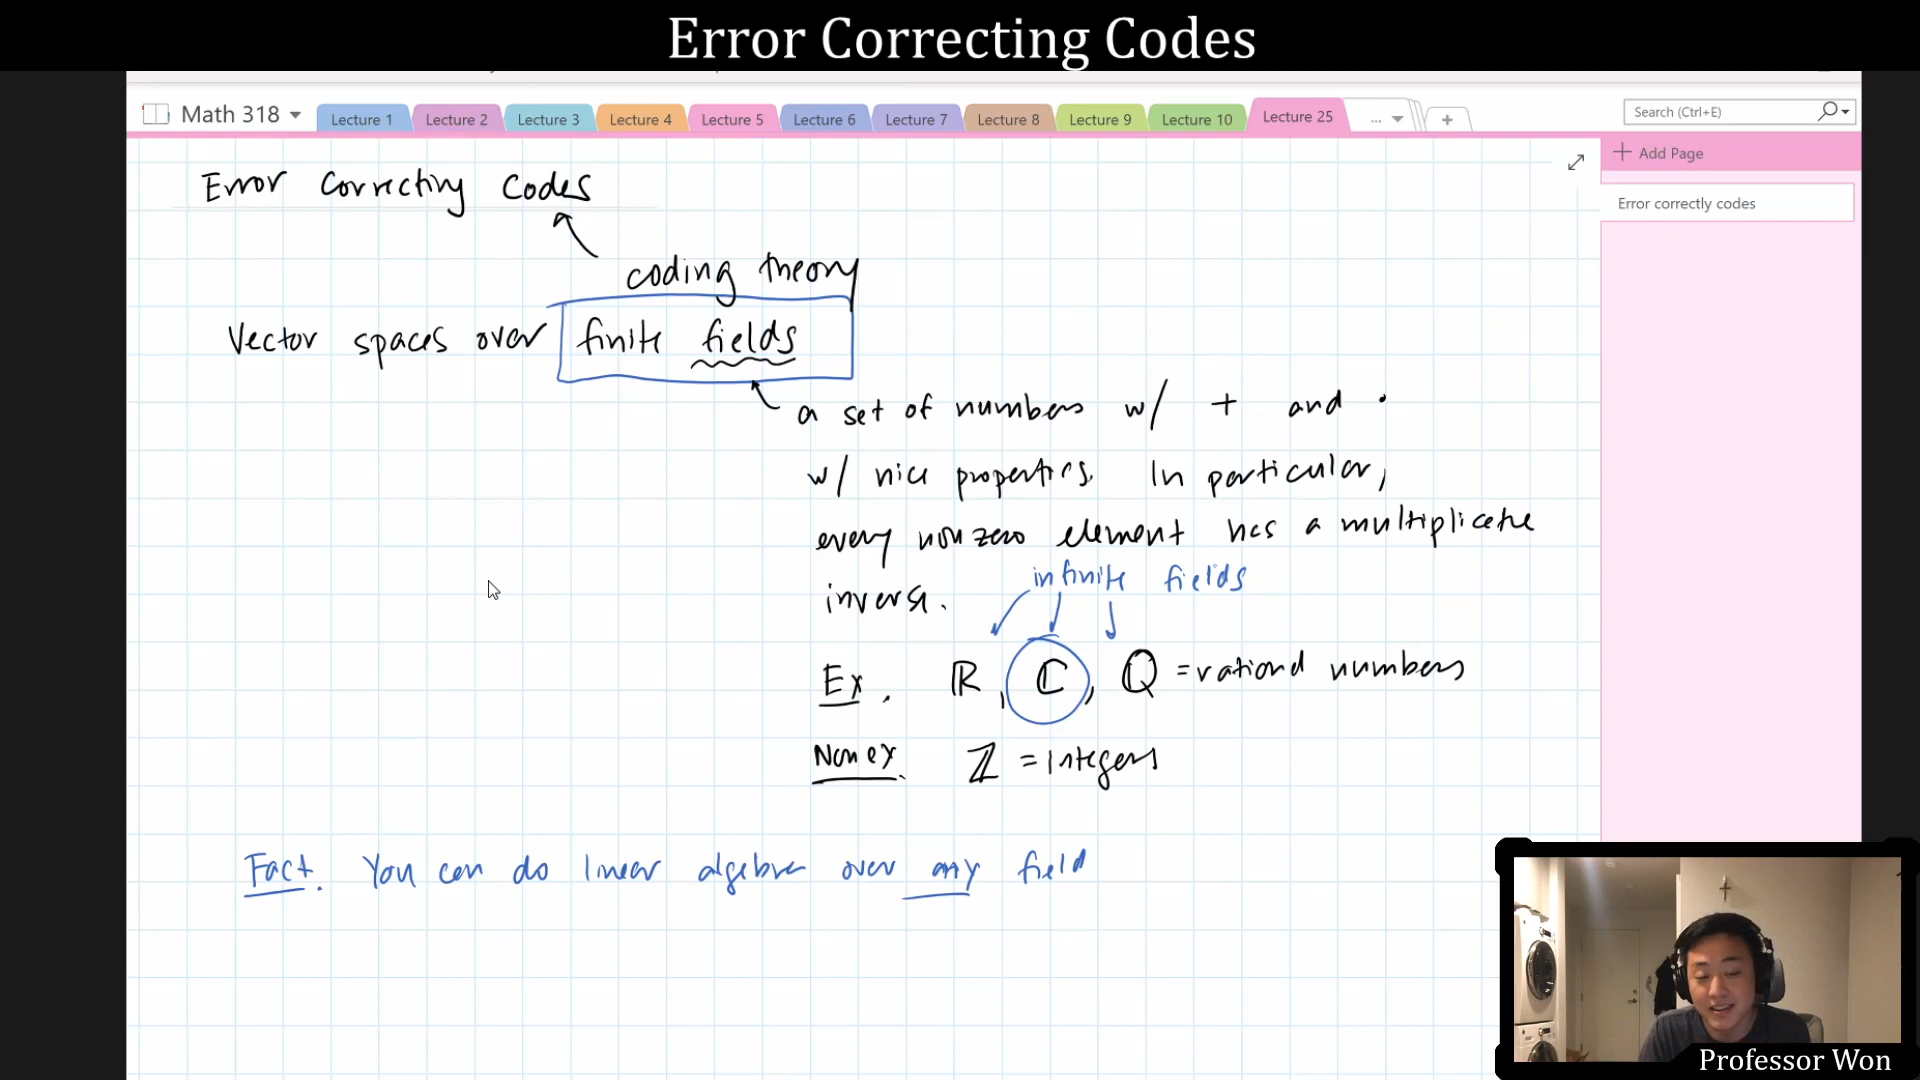 Error Correcting Codes
Math 318
Lecture 1
Lecture 2
Lecture 3
Lecture 4
Lecture 5
Lecture 6
Lecture 7
Lecture 8
Lecture 9
Lecture 10
Lecture 25
...
+
Search (Ctrl+E)
Add Page
Error correctly codes
Error Correcting Codes
coding theory
Vector spaces over finite fields
a set of numbers w/ + and ·
w/ nice properties. In particular,
every nonzero element has a multiplicative
inverse.
infinite fields
Ex. ℝ, ℂ, ℚ = rational numbers
Non ex. ℤ = integers
Fact. You can do linear algebra over any field
Professor Won